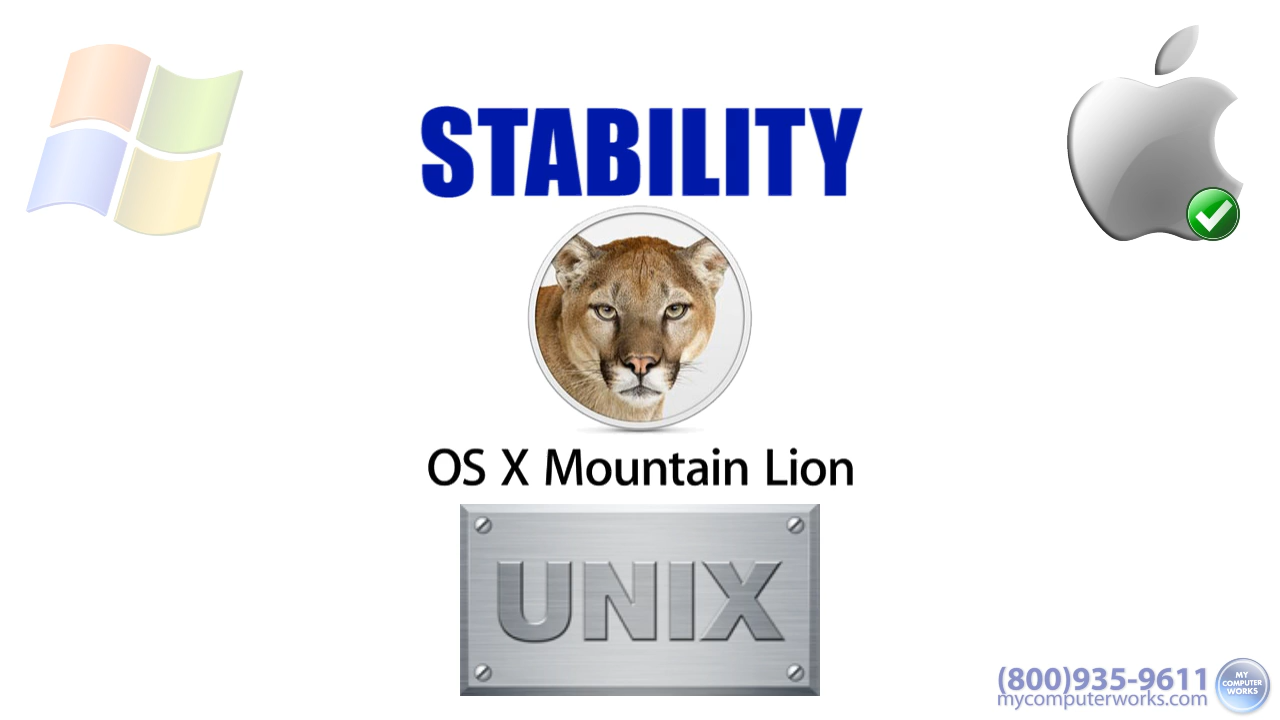 STABILITY
OS X Mountain Lion
UNIX
(800)935-9611
mycomputerworks.com
MY
COMPUTER
WORKS